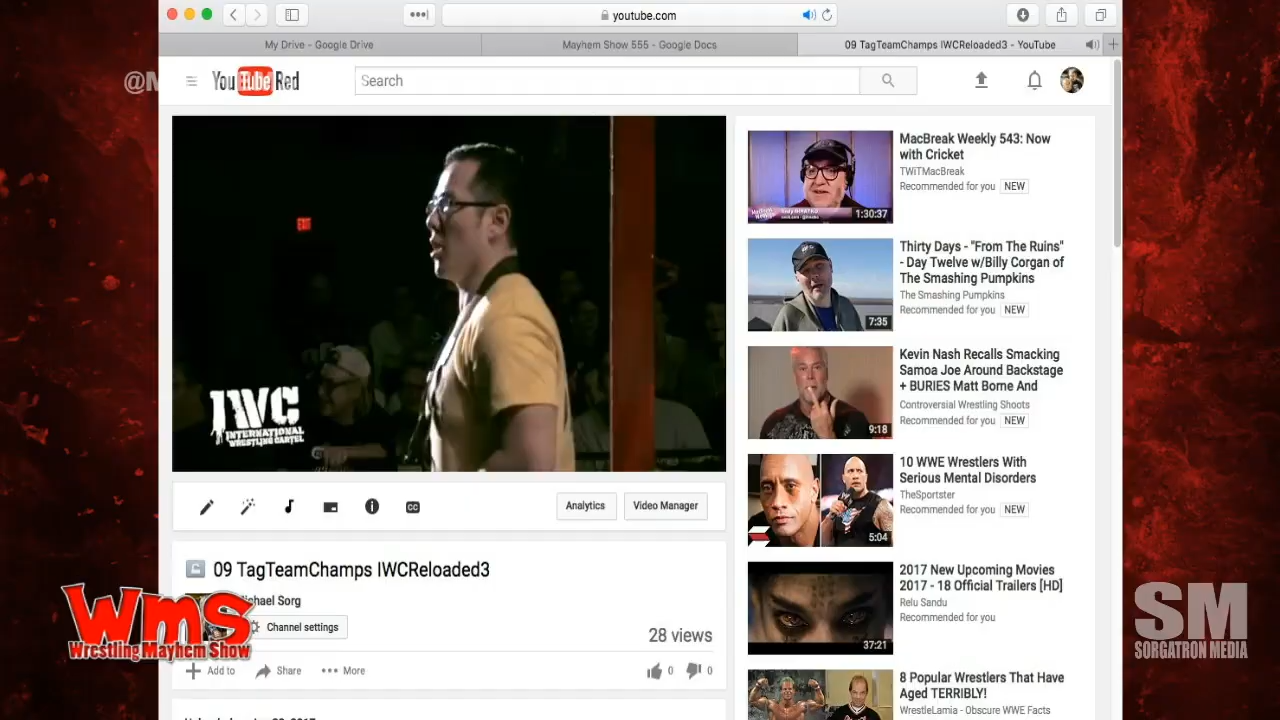 youtube.com
My Drive - Google Drive
Mayhem Show 555 - Google Docs
09 TagTeamChamps IWCReloaded3 - YouTube
@M
YouTube Red
Search
EXIT
IWC
INTERNATIONAL
WRESTLING CARTEL
MacBreak Weekly 543: Now
with Cricket
TWiTMacBreak
Recommended for you NEW
1:30:37
Thirty Days - "From The Ruins"
- Day Twelve w/Billy Corgan of
The Smashing Pumpkins
The Smashing Pumpkins
Recommended for you NEW
7:35
Kevin Nash Recalls Smacking
Samoa Joe Around Backstage
+ BURIES Matt Borne And
Controversial Wrestling Shoots
Recommended for you NEW
9:18
10 WWE Wrestlers With
Serious Mental Disorders
TheSportster
Recommended for you NEW
5:04
2017 New Upcoming Movies
2017 - 18 Official Trailers [HD]
Relu Sandu
Recommended for you
37:21
8 Popular Wrestlers That Have
Aged TERRIBLY!
WrestleLamia - Obscure WWE Facts
CC
Analytics
Video Manager
09 TagTeamChamps IWCReloaded3
Michael Sorg
Channel settings
28 views
Add to
Share
More
0
0
WMS
Wrestling Mayhem Show
SM
SORGATRON MEDIA